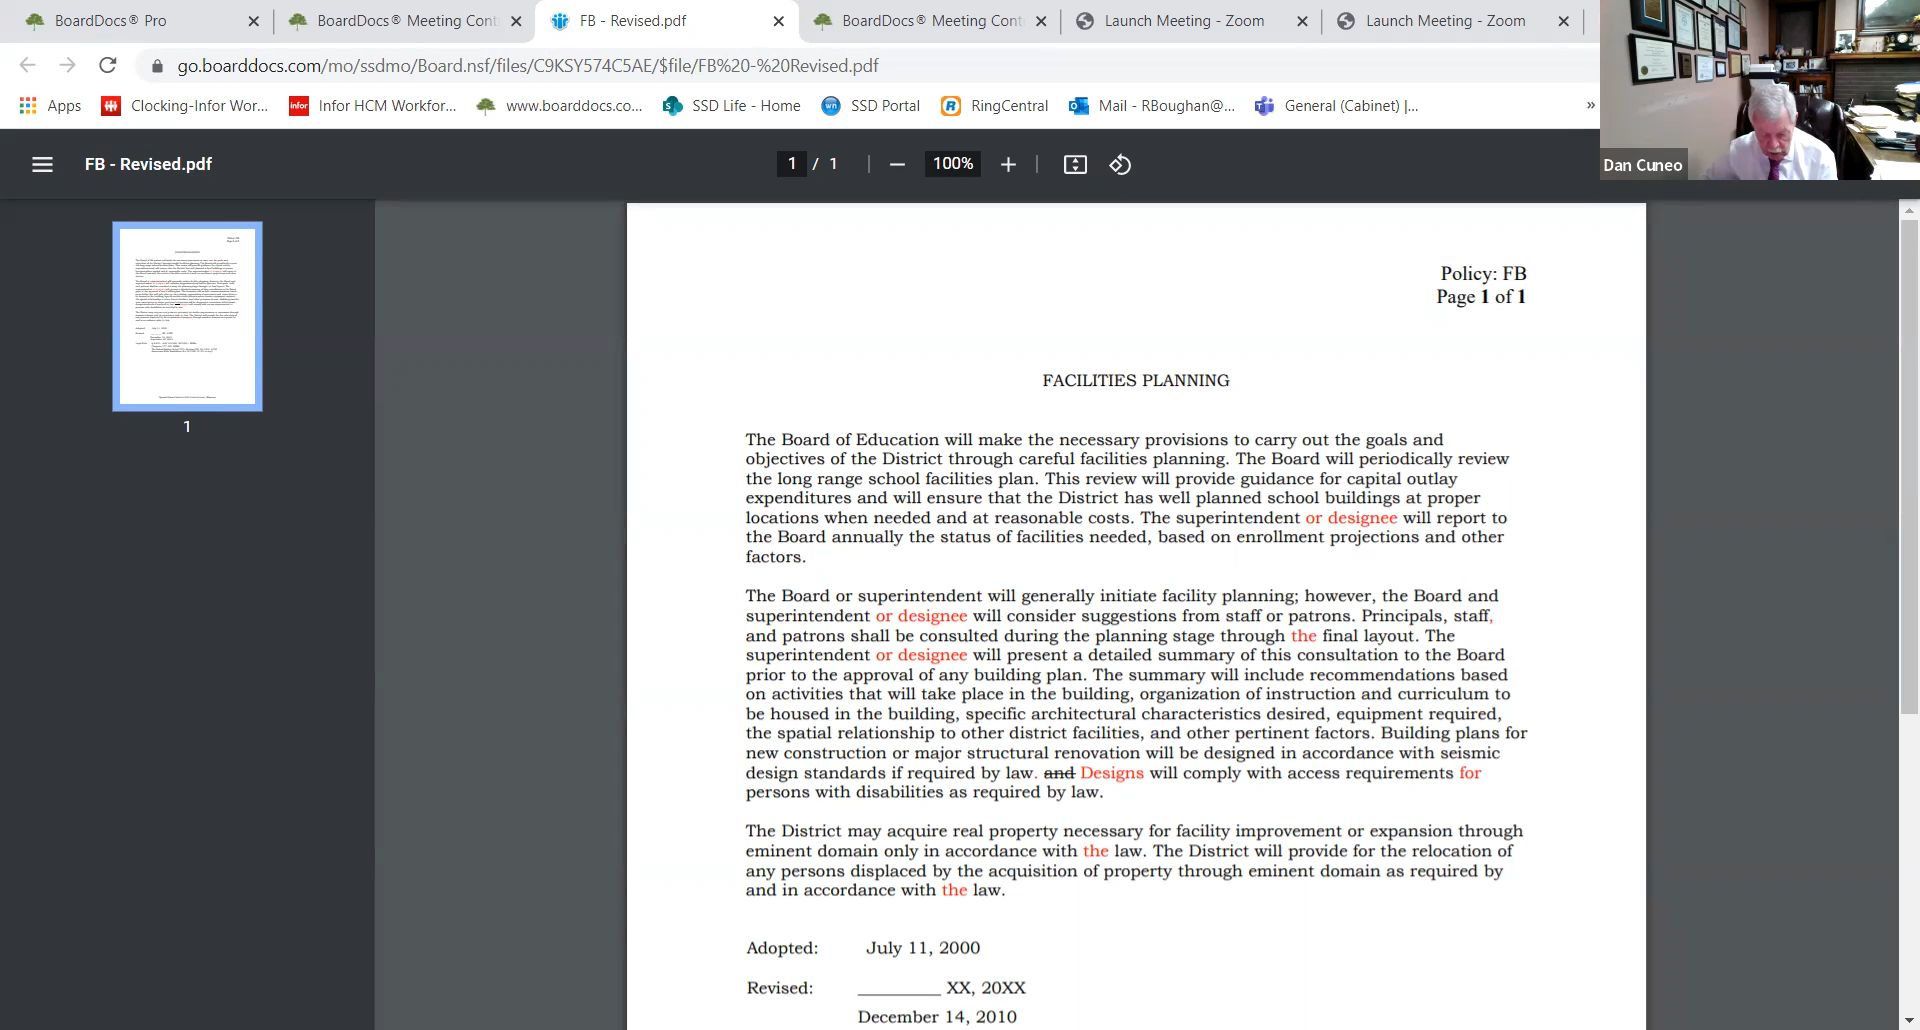 BoardDocs® Pro
BoardDocs® Meeting Cont
FB - Revised.pdf
BoardDocs® Meeting Cont
Launch Meeting - Zoom
Launch Meeting - Zoom
go.boarddocs.com/mo/ssdmo/Board.nsf/files/C9KSY574C5AE/$file/FB%20-%20Revised.pdf
Apps
Clocking-Infor Wor...
infor
Infor HCM Workfor...
www.boarddocs.co...
SSD Life - Home
wn
SSD Portal
RingCentral
Mail - RBoughan@...
General (Cabinet) |...
»
FB - Revised.pdf
1 / 1
100%
Dan Cuneo
1
Policy: FB
Page 1 of 1
FACILITIES PLANNING
The Board of Education will make the necessary provisions to carry out the goals and
objectives of the District through careful facilities planning. The Board will periodically review
the long range school facilities plan. This review will provide guidance for capital outlay
expenditures and will ensure that the District has well planned school buildings at proper
locations when needed and at reasonable costs. The superintendent or designee will report to
the Board annually the status of facilities needed, based on enrollment projections and other
factors.
The Board or superintendent will generally initiate facility planning; however, the Board and
superintendent or designee will consider suggestions from staff or patrons. Principals, staff,
and patrons shall be consulted during the planning stage through the final layout. The
superintendent or designee will present a detailed summary of this consultation to the Board
prior to the approval of any building plan. The summary will include recommendations based
on activities that will take place in the building, organization of instruction and curriculum to
be housed in the building, specific architectural characteristics desired, equipment required,
the spatial relationship to other district facilities, and other pertinent factors. Building plans for
new construction or major structural renovation will be designed in accordance with seismic
design standards if required by law. and Designs will comply with access requirements for
persons with disabilities as required by law.
The District may acquire real property necessary for facility improvement or expansion through
eminent domain only in accordance with the law. The District will provide for the relocation of
any persons displaced by the acquisition of property through eminent domain as required by
and in accordance with the law.
Adopted: July 11, 2000
Revised: __________ XX, 20XX
December 14, 2010